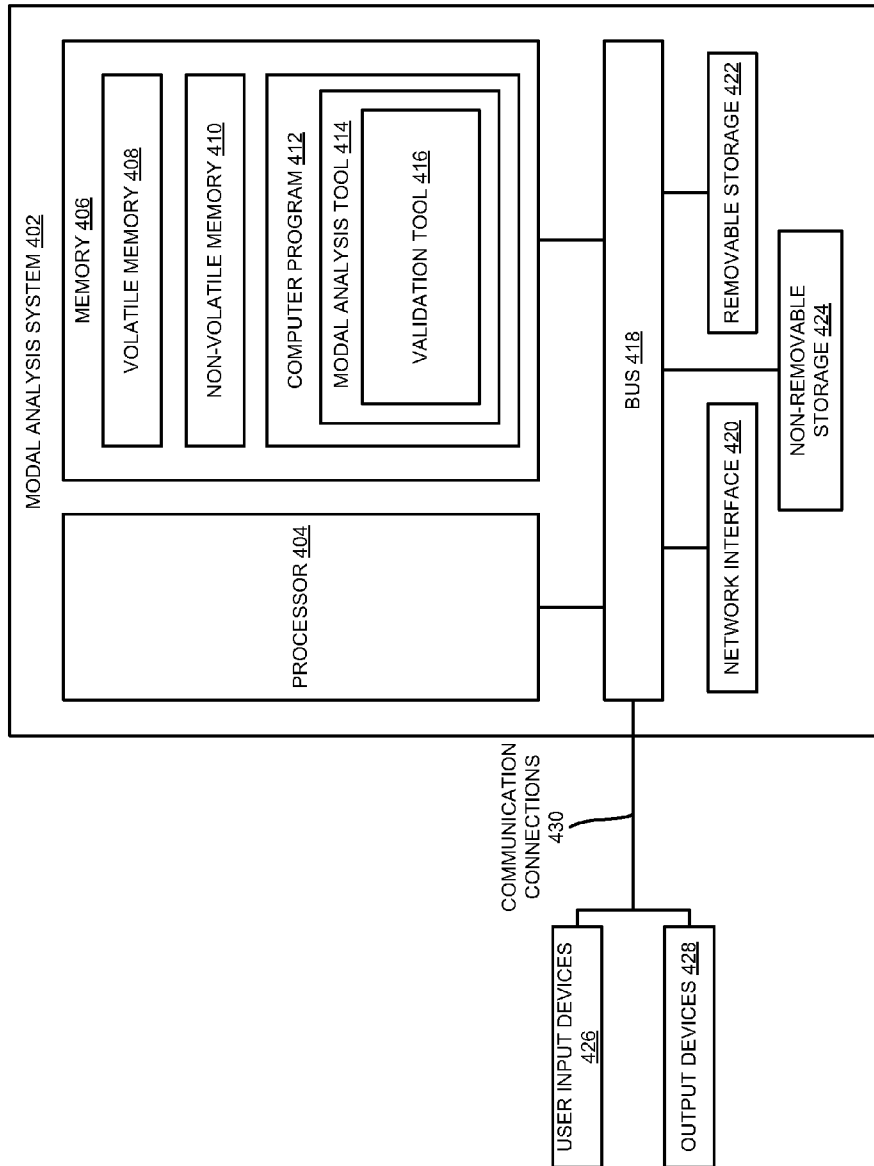 MODAL ANALYSIS SYSTEM 402
PROCESSOR 404
MEMORY 406
VOLATILE MEMORY 408
NON-VOLATILE MEMORY 410
COMPUTER PROGRAM 412
MODAL ANALYSIS TOOL 414
VALIDATION TOOL 416
COMMUNICATION
CONNECTIONS
430
BUS 418
USER INPUT DEVICES
426
OUTPUT DEVICES 428
NETWORK INTERFACE 420
REMOVABLE STORAGE 422
NON-REMOVABLE
STORAGE 424